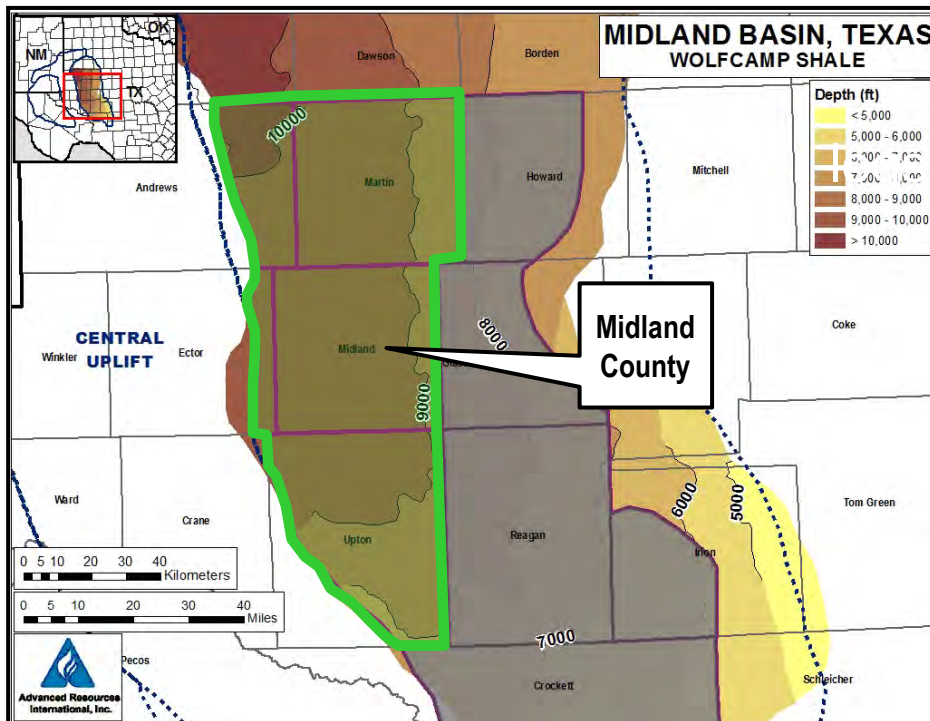 MIDLAND BASIN, TEXAS
WOLFCAMP SHALE
OK
NM
TX
Dawson
Borden
Depth (ft)
< 5,000
5,000 - 6,000
8,000 - 9,000
9,000 - 10,000
> 10,000
10000
Andrews
Martin
Howard
Mitchell
CENTRAL
UPLIFT
Winkler
Ector
Midland
8000
Midland
County
Coke
9000
Ward
Crane
Upton
Reagan
6000
5000
Irion
Tom Green
0 5 10 20 30 40
Kilometers
0 5 10 20 30 40
Miles
7000
Advanced Resources
International, Inc.
Pecos
Crockett
Schleicher